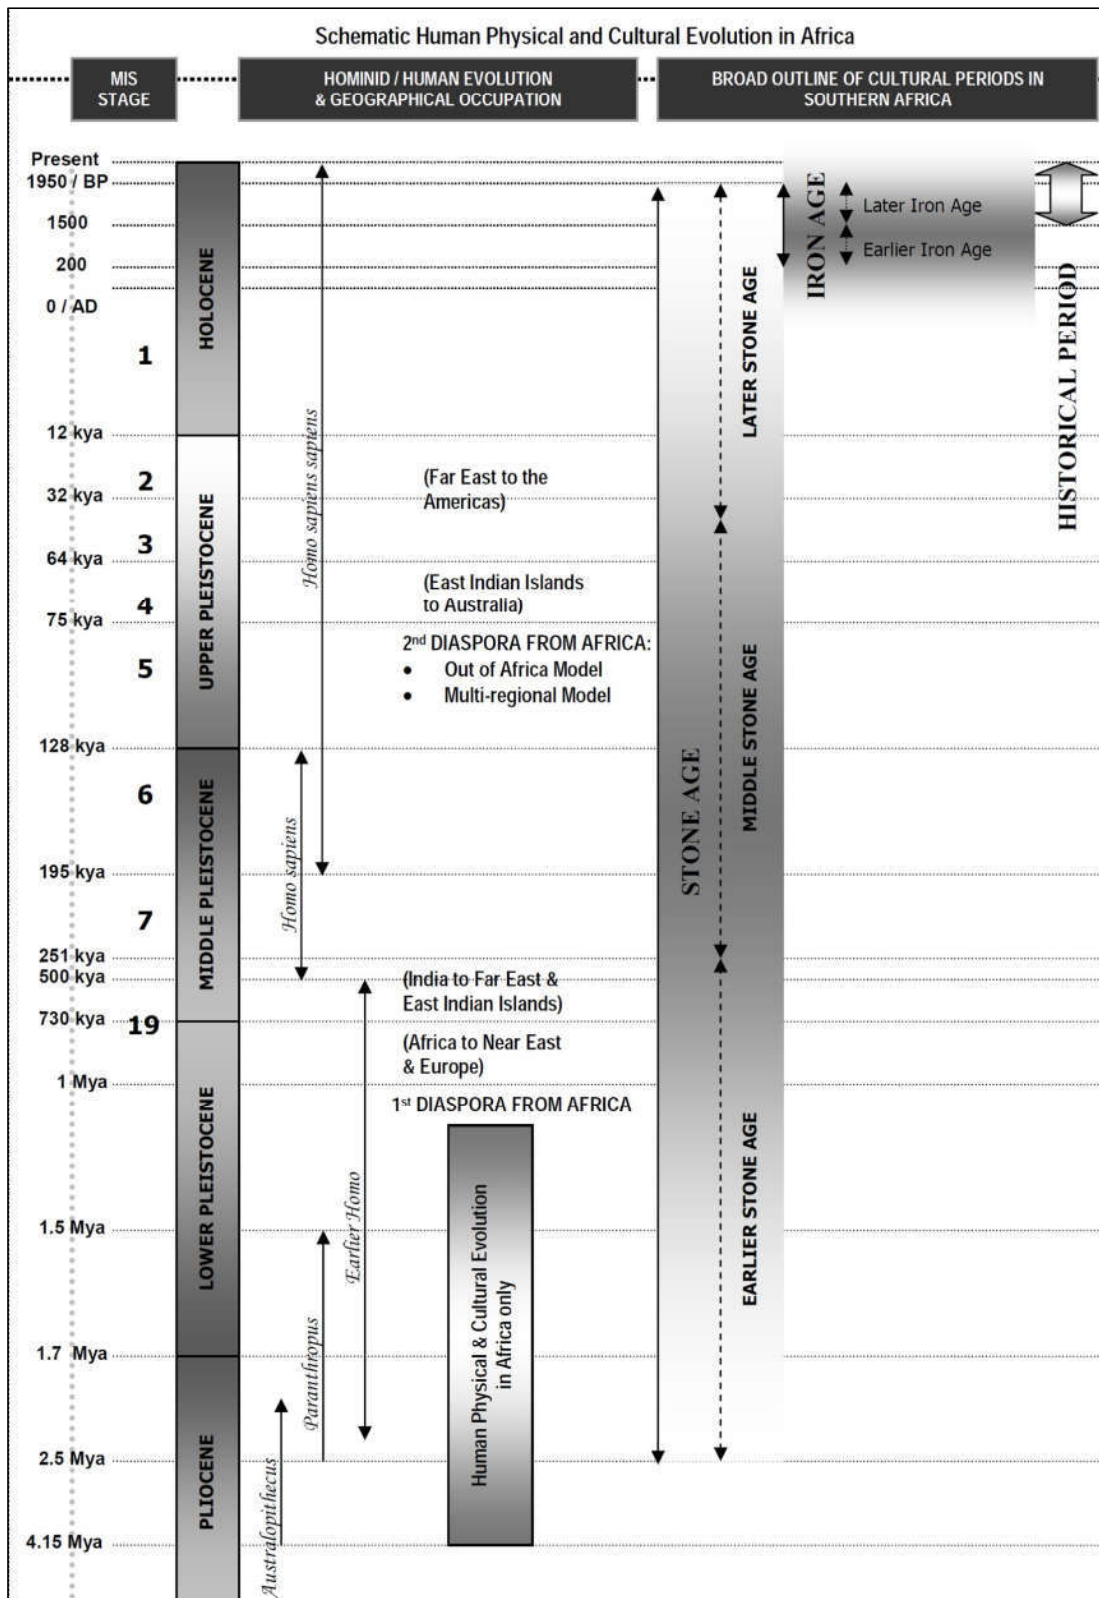 Schematic Human Physical and Cultural Evolution in Africa
MIS
STAGE
HOMINID / HUMAN EVOLUTION
& GEOGRAPHICAL OCCUPATION
BROAD OUTLINE OF CULTURAL PERIODS IN
SOUTHERN AFRICA
Present
1950 / BP
1500
200
0 / AD
12 kya
32 kya
64 kya
75 kya
128 kya
195 kya
251 kya
500 kya
730 kya
1 Mya
1.5 Mya
1.7 Mya
2.5 Mya
4.15 Mya
1
2
3
4
5
6
7
19
HOLOCENE
UPPER PLEISTOCENE
MIDDLE PLEISTOCENE
LOWER PLEISTOCENE
PLIOCENE
Homo sapiens sapiens
Homo sapiens
Earlier Homo
Paranthropus
Australopithecus
(Far East to the
Americas)
(East Indian Islands
to Australia)
2nd DIASPORA FROM AFRICA:
• Out of Africa Model
• Multi-regional Model
(India to Far East &
East Indian Islands)
(Africa to Near East
& Europe)
1st DIASPORA FROM AFRICA
Human Physical & Cultural Evolution
in Africa only
STONE AGE
LATER STONE AGE
MIDDLE STONE AGE
EARLIER STONE AGE
IRON AGE
Later Iron Age
Earlier Iron Age
HISTORICAL PERIOD